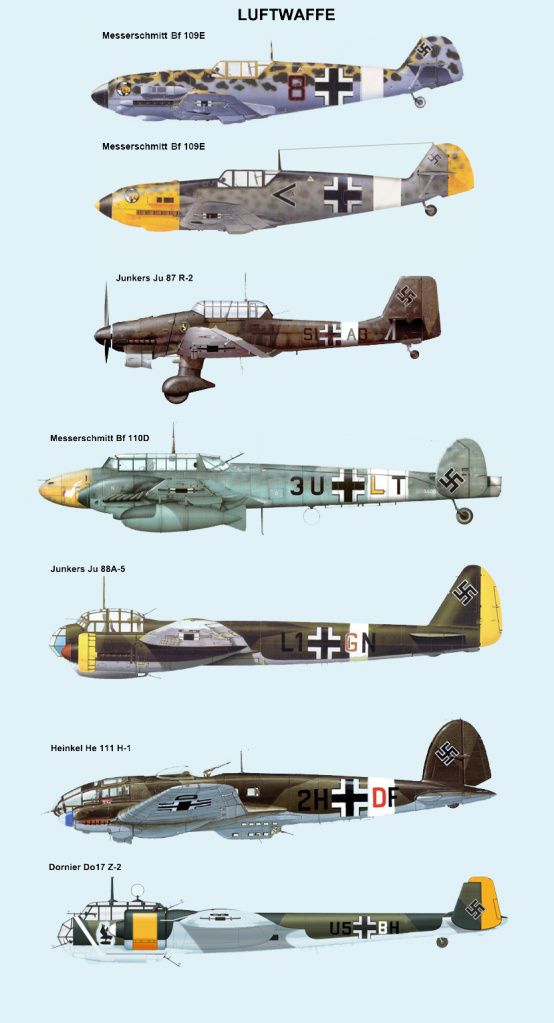 LUFTWAFFE
Messerschmitt Bf 109E
8
Messerschmitt Bf 109E
Junkers Ju 87 R-2
Messerschmitt Bf 110D
3U LT
Junkers Ju 88A-5
L1 GN
Heinkel He 111 H-1
2H DF
Dornier Do17 Z-2
U5 BH